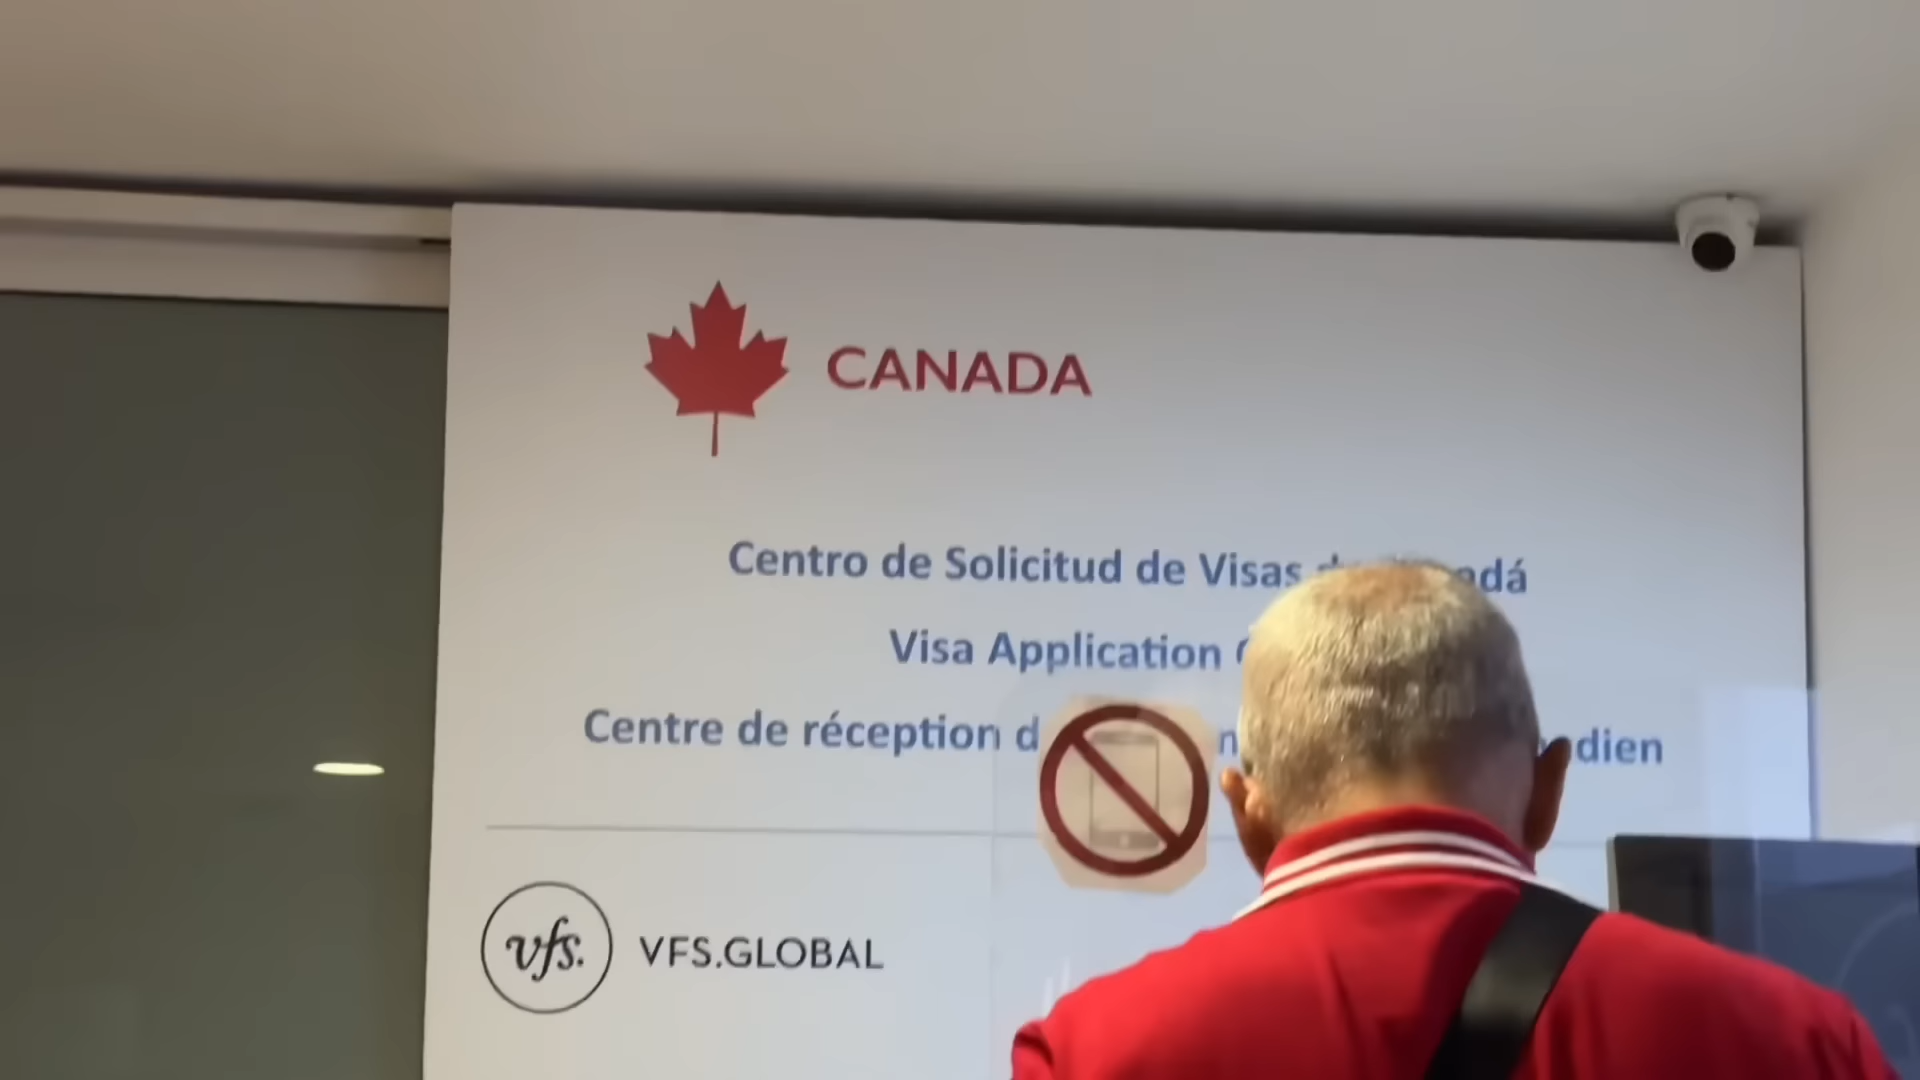 CANADA
Centro de Solicitud de Visas
Visa Application
Centre de réception
vfs. VFS.GLOBAL